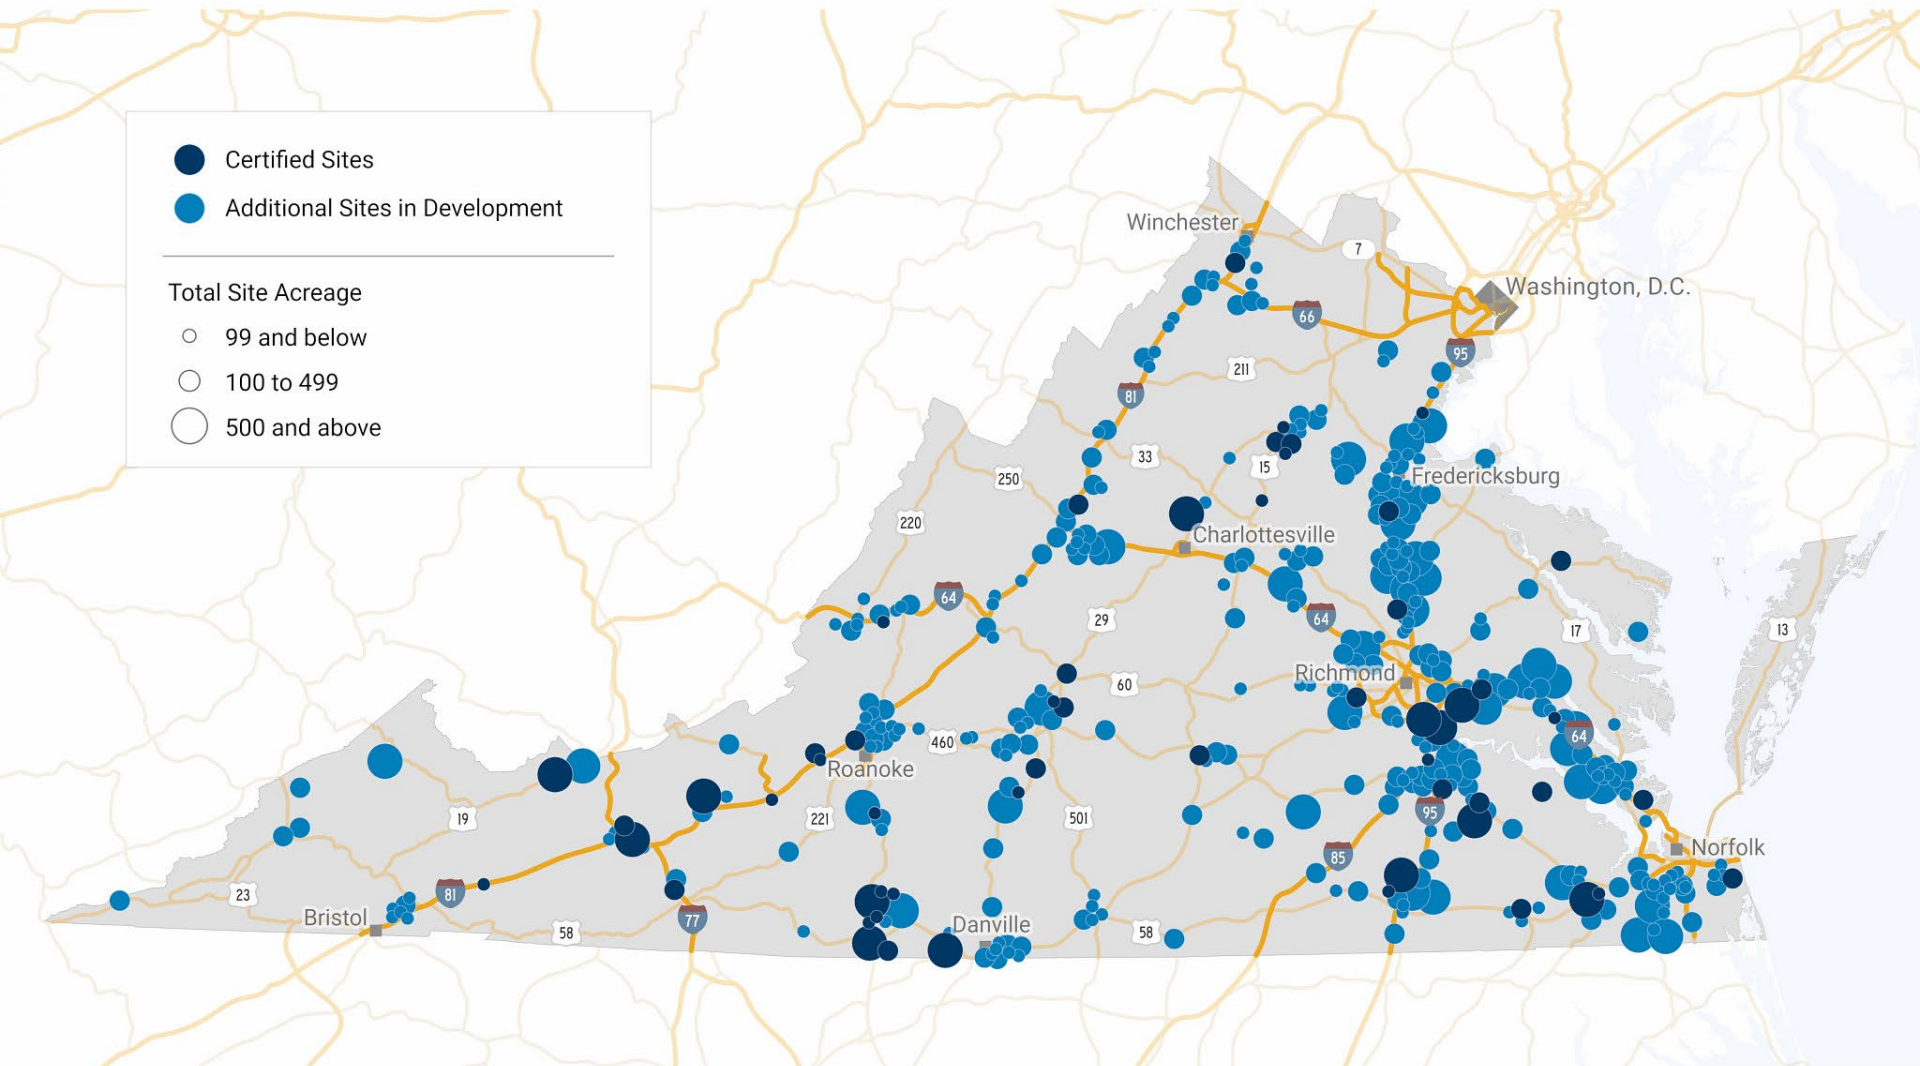 Certified Sites
Additional Sites in Development
Total Site Acreage
99 and below
100 to 499
500 and above
Winchester
7
Washington, D.C.
66
95
211
81
33
15
250
Fredericksburg
220
Charlottesville
64
29
64
17
13
60
Richmond
460
64
Roanoke
19
221
501
95
Norfolk
85
23
81
Bristol
77
58
Danville
58